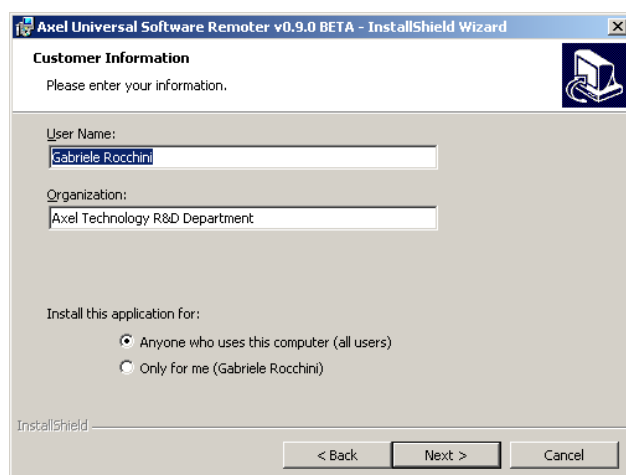 Axel Universal Software Remoter v0.9.0 BETA - InstallShield Wizard
Customer Information
Please enter your information.
User Name:
Gabriele Rocchini
Organization:
Axel Technology R&D Department
Install this application for:
Anyone who uses this computer (all users)
Only for me (Gabriele Rocchini)
InstallShield
< Back Next > Cancel